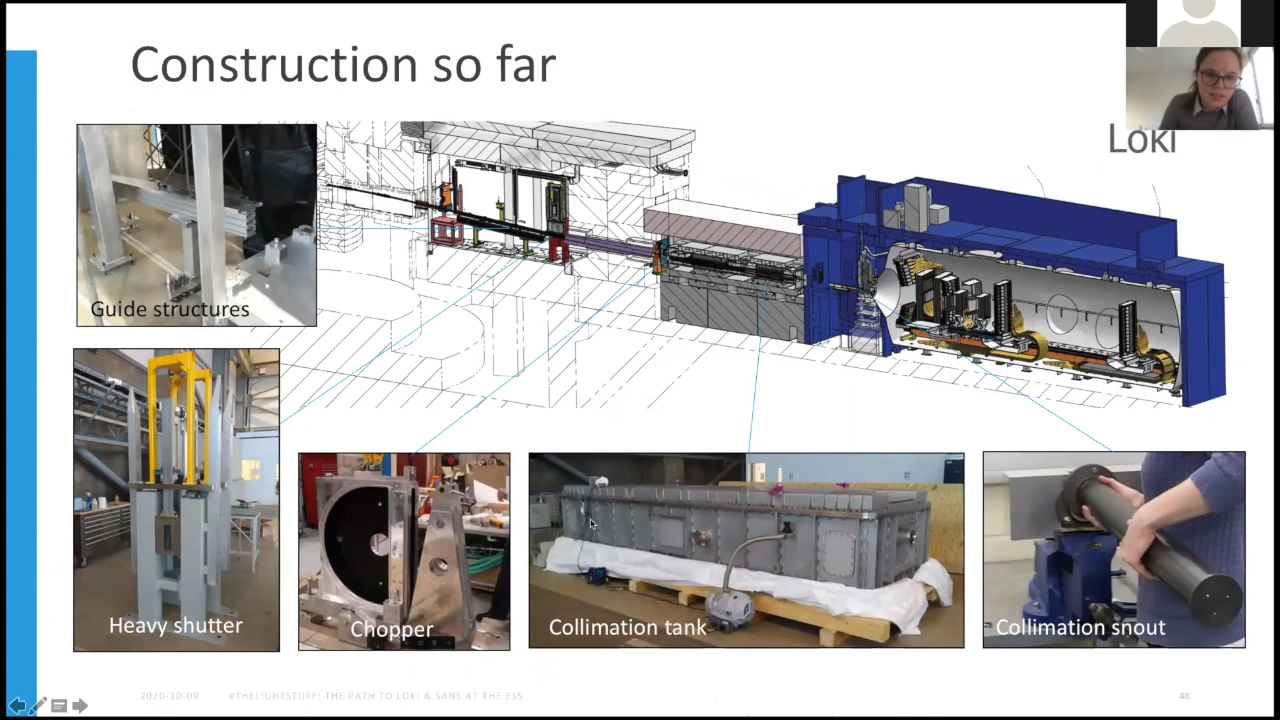 Construction so far
Loki
Guide structures
Heavy shutter
Chopper
Collimation tank
Collimation snout
2020-10-09
#THELIGHTSTUFF: THE PATH TO LOKI & SANS AT THE ESS
48